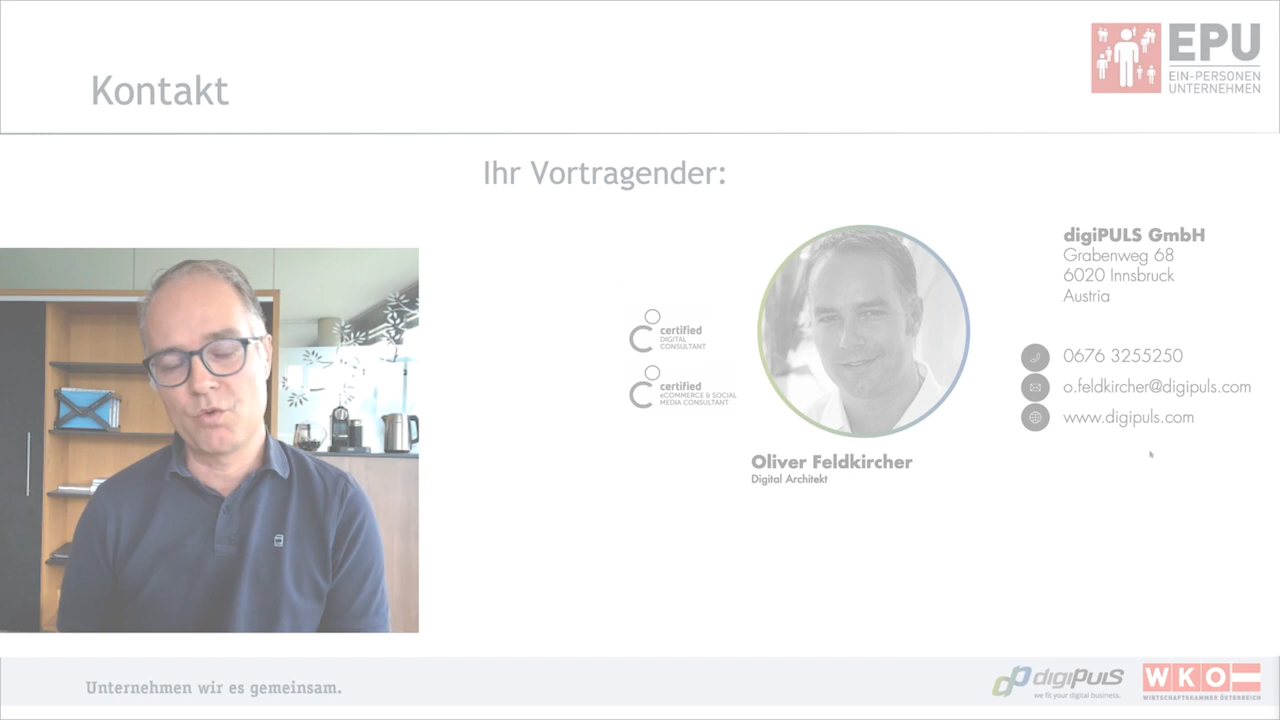 Kontakt
EPU
EIN-PERSONEN
UNTERNEHMEN
Ihr Vortragender:
certified
DIGITAL
CONSULTANT
certified
eCOMMERCE & SOCIAL
MEDIA CONSULTANT
Oliver Feldkircher
Digital Architekt
digiPULS GmbH
Grabenweg 68
6020 Innsbruck
Austria
0676 3255250
o.feldkircher@digipuls.com
www.digipuls.com
Unternehmen wir es gemeinsam.
digiPULS
we fit your digital business.
WKO
WIRTSCHAFTSKAMMER ÖSTERREICH